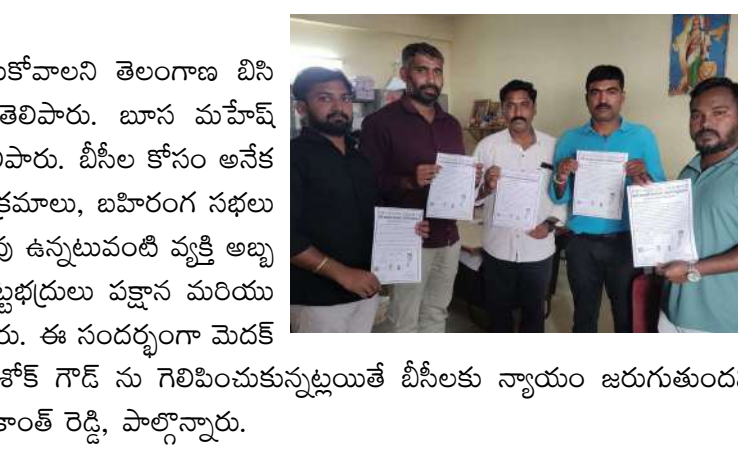 కోవాలని తెలంగాణ బిసి
తెలిపారు. బూస మహేష్
పారు. బీసీల కోసం అనేక
క్రమాలు, బహిరంగ సభలు
ఉన్నటువంటి వ్యక్తి అబ్బ
పక్షాన మరియు
రు. ఈ సందర్భంగా మెదక్
శోక్ గౌడ్ ను గెలిపించుకున్నట్లయితే బీసీలకు న్యాయం జరుగుతుంద
కాంత్ రెడ్డి, పాల్గొన్నారు.